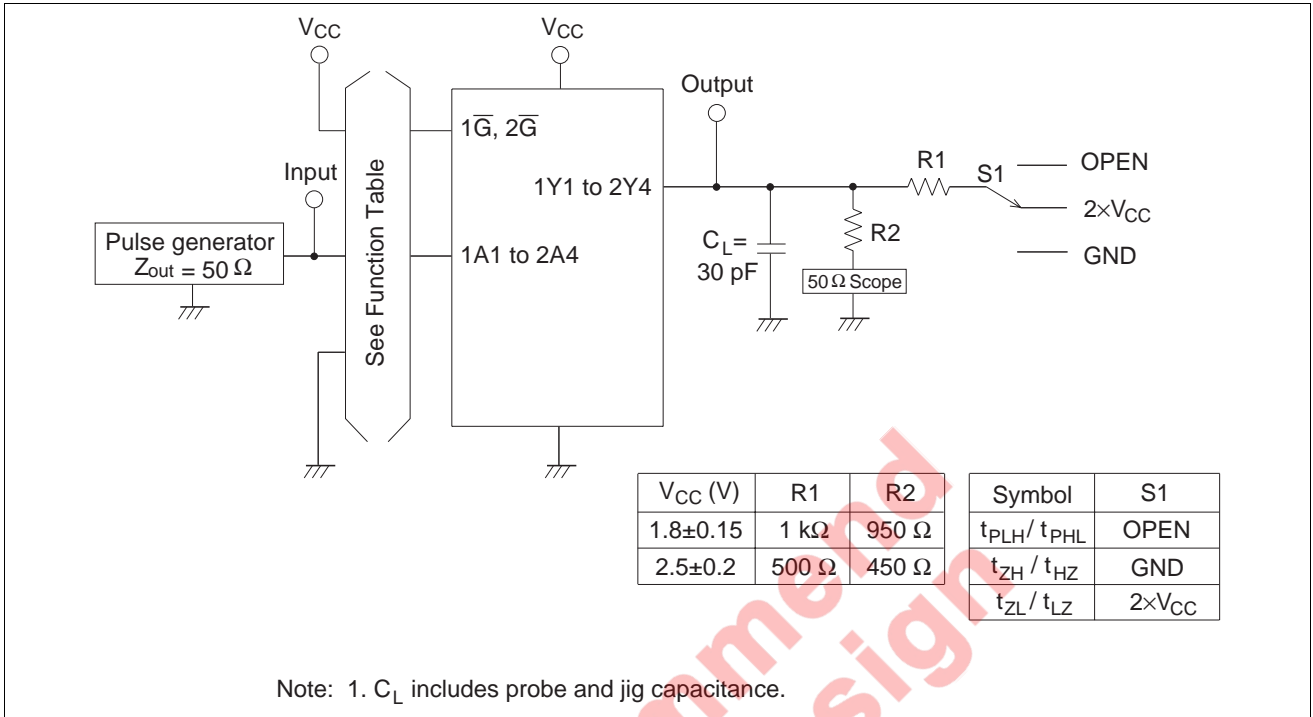 VCC
VCC
Output
1G, 2G
R1
S1
OPEN
Input
See Function Table
1Y1 to 2Y4
2×VCC
Pulse generator
Zout = 50 Ω
1A1 to 2A4
CL=
30 pF
R2
GND
50 Ω Scope
VCC (V) R1 R2
1.8±0.15 1 kΩ 950 Ω
2.5±0.2 500 Ω 450 Ω
Symbol S1
tPLH / tPHL OPEN
tZH / tHZ GND
tZL / tLZ 2×VCC
Note: 1. CL includes probe and jig capacitance.